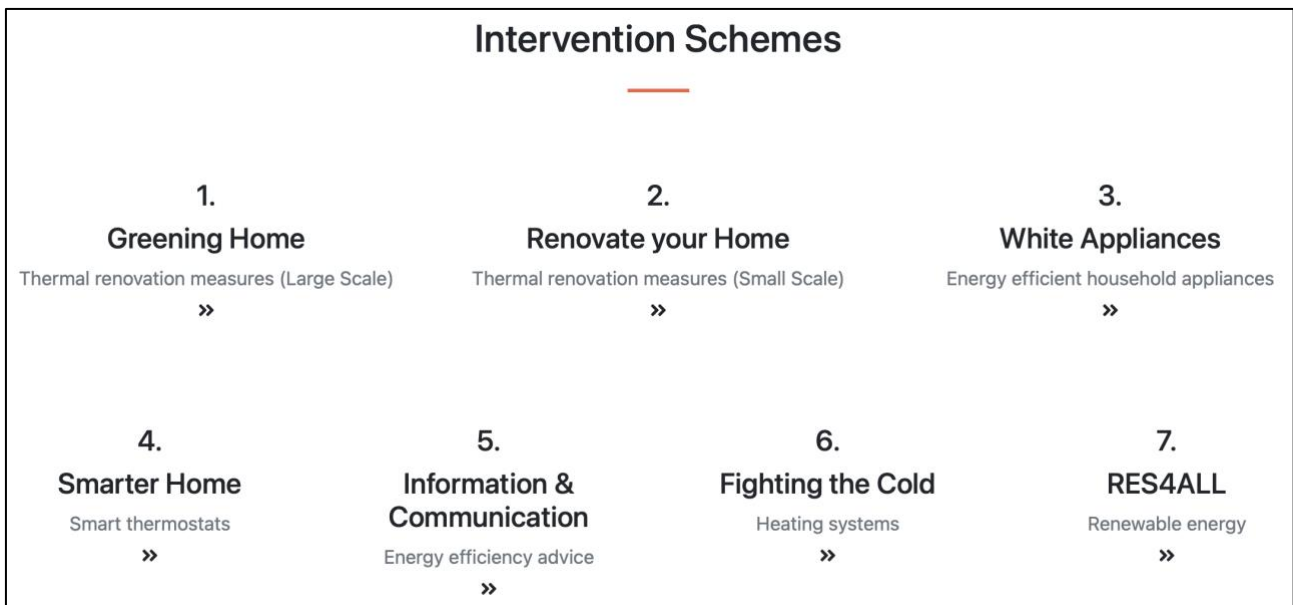 Intervention Schemes
1.
Greening Home
Thermal renovation measures (Large Scale)
»
2.
Renovate your Home
Thermal renovation measures (Small Scale)
»
3.
White Appliances
Energy efficient household appliances
»
4.
Smarter Home
Smart thermostats
»
5.
Information &
Communication
Energy efficiency advice
»
6.
Fighting the Cold
Heating systems
»
7.
RES4ALL
Renewable energy
»